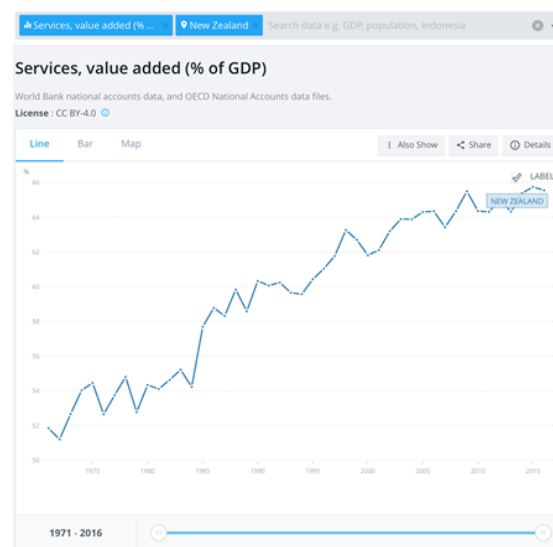 Services, value added (% ... × New Zealand × Search data e.g. GDP, population, Indonesia
Services, value added (% of GDP)
World Bank national accounts data, and OECD National Accounts data files.
License : CC BY-4.0
Line Bar Map Also Show Share Details
%
LABEL
66
NEW ZEALAND
64
62
60
58
56
54
52
50
1975 1980 1985 1990 1995 2000 2005 2010 2015
1971 - 2016